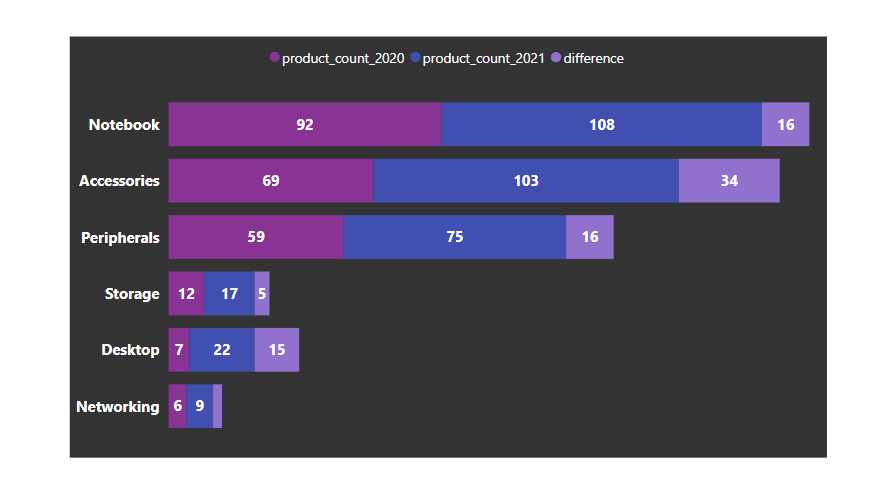 product_count_2020 product_count_2021 difference
Notebook 92 108 16
Accessories 69 103 34
Peripherals 59 75 16
Storage 12 17 5
Desktop 7 22 15
Networking 6 9